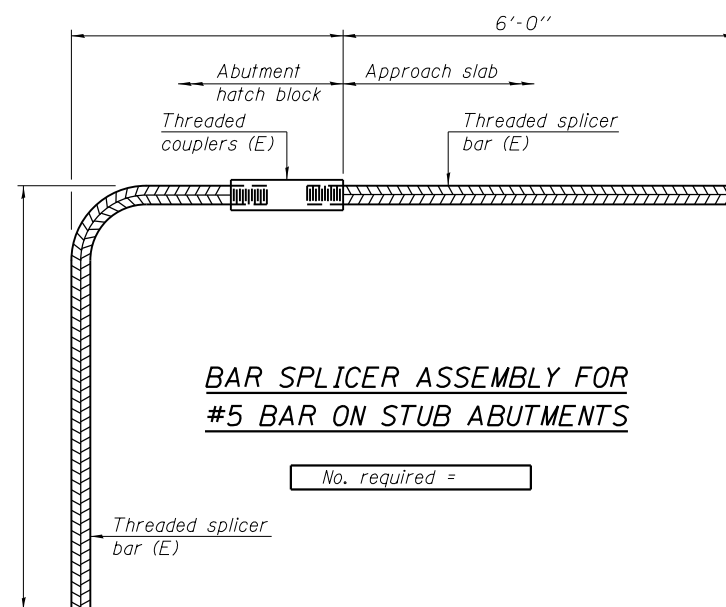 6'-0"
Abutment
hatch block
Approach slab
Threaded
couplers (E)
Threaded splicer
bar (E)
BAR SPLICER ASSEMBLY FOR
#5 BAR ON STUB ABUTMENTS
No. required =
Threaded splicer
bar (E)